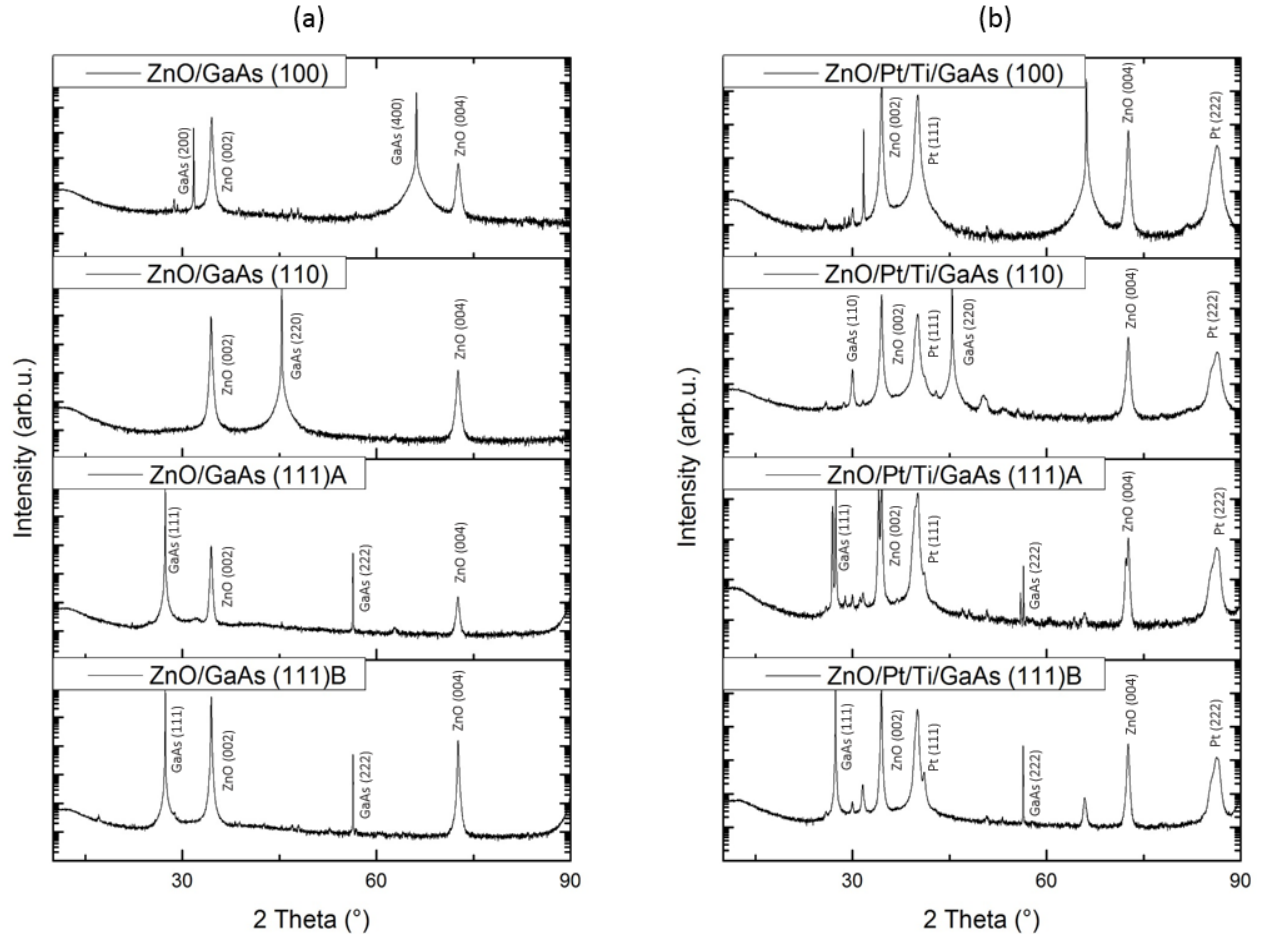 (a)
ZnO/GaAs (100)
GaAs (200)
ZnO (002)
GaAs (400)
ZnO (004)
ZnO/GaAs (110)
ZnO (002)
GaAs (220)
ZnO (004)
ZnO/GaAs (111)A
GaAs (111)
ZnO (002)
GaAs (222)
ZnO (004)
ZnO/GaAs (111)B
GaAs (111)
ZnO (002)
GaAs (222)
ZnO (004)
Intensity (arb.u.)
30
60
90
2 Theta (°)
(b)
ZnO/Pt/Ti/GaAs (100)
ZnO (002)
Pt (111)
ZnO (004)
Pt (222)
ZnO/Pt/Ti/GaAs (110)
GaAs (110)
ZnO (002)
Pt (111)
GaAs (220)
ZnO (004)
Pt (222)
ZnO/Pt/Ti/GaAs (111)A
GaAs (111)
ZnO (002)
Pt (111)
GaAs (222)
ZnO (004)
Pt (222)
ZnO/Pt/Ti/GaAs (111)B
GaAs (111)
ZnO (002)
Pt (111)
GaAs (222)
ZnO (004)
Pt (222)
Intensity (arb.u.)
30
60
90
2 Theta (°)